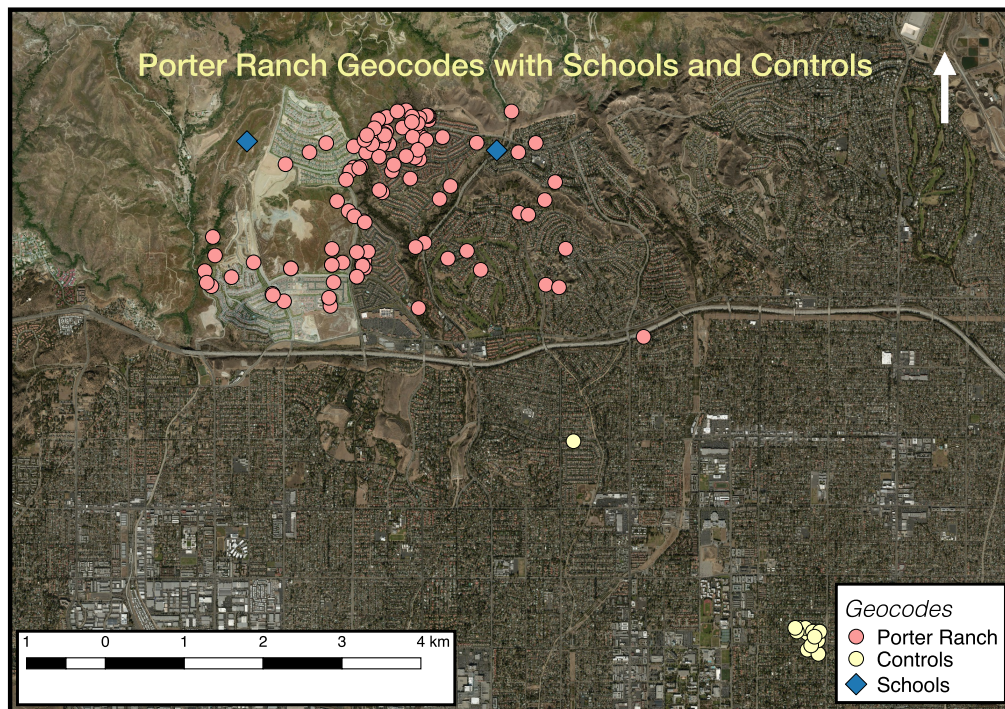 Porter Ranch Geocodes with Schools and Controls
1 0 1 2 3 4 km
Geocodes
Porter Ranch
Controls
Schools